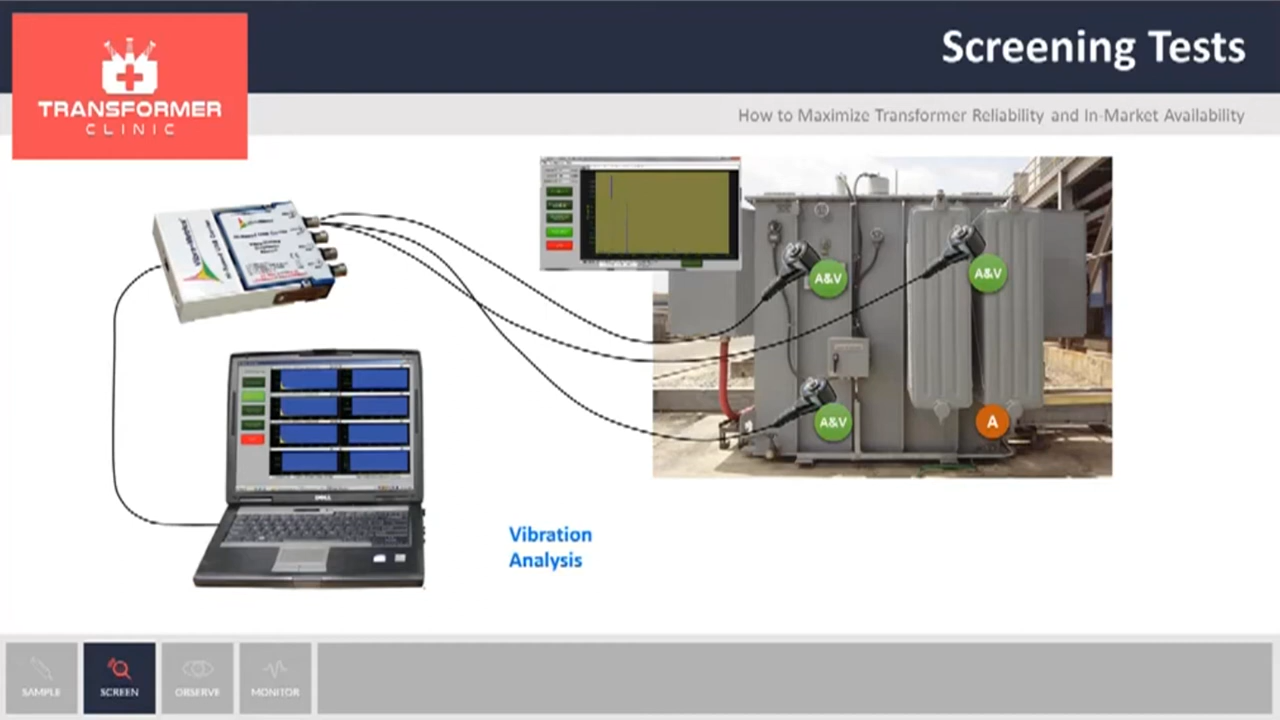 Screening Tests
TRANSFORMER
CLINIC
How to Maximize Transformer Reliability and In-Market Availability
A&V
A&V
A&V
A
DELL
Vibration
Analysis
SAMPLE
SCREEN
OBSERVE
MONITOR